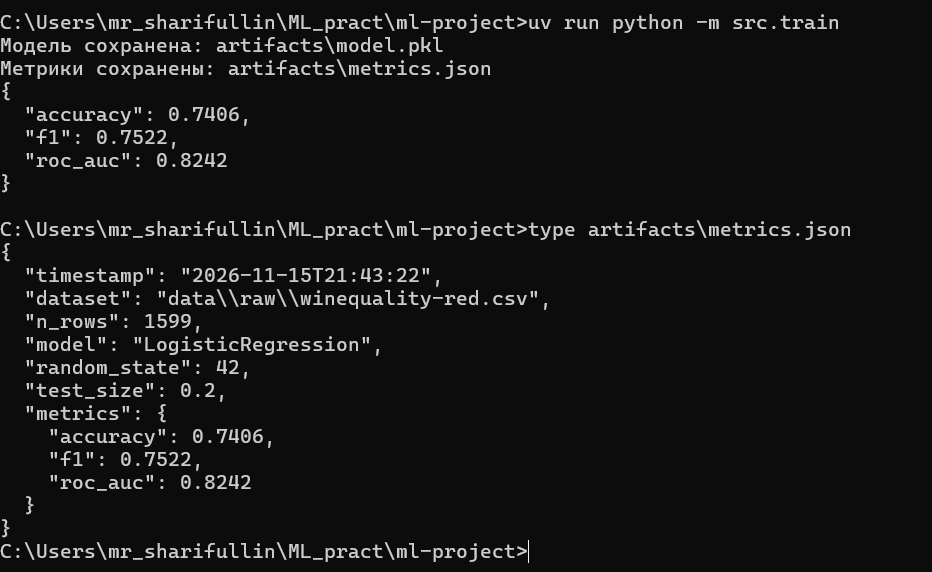 C:\Users\mr_sharifullin\ML_pract\ml-project>uv run python -m src.train
Модель сохранена: artifacts\model.pkl
Метрики сохранены: artifacts\metrics.json
{
  "accuracy": 0.7406,
  "f1": 0.7522,
  "roc_auc": 0.8242
}

C:\Users\mr_sharifullin\ML_pract\ml-project>type artifacts\metrics.json
{
  "timestamp": "2026-11-15T21:43:22",
  "dataset": "data\\raw\\winequality-red.csv",
  "n_rows": 1599,
  "model": "LogisticRegression",
  "random_state": 42,
  "test_size": 0.2,
  "metrics": {
    "accuracy": 0.7406,
    "f1": 0.7522,
    "roc_auc": 0.8242
  }
}
C:\Users\mr_sharifullin\ML_pract\ml-project>